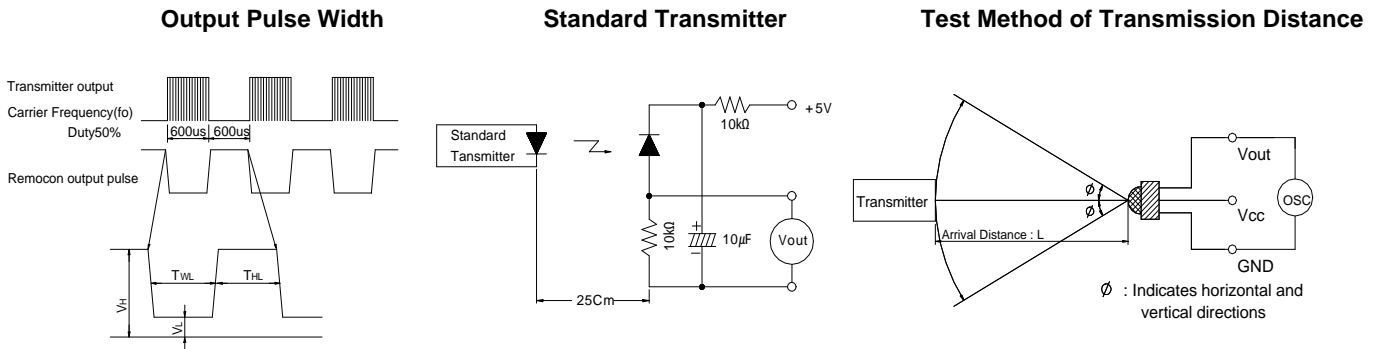 Output Pulse Width
Transmitter output
Carrier Frequency(fo)
Duty50%
600us 600us
Remocon output pulse
TWL THL
VH
VL
Standard Transmitter
+5V
10kΩ
Standard
Tansmitter
10kΩ
+
10μF
Vout
25Cm
Test Method of Transmission Distance
Vout
Transmitter
ϕ
ϕ
Vcc
OSC
Arrival Distance : L
GND
ϕ : Indicates horizontal and
vertical directions